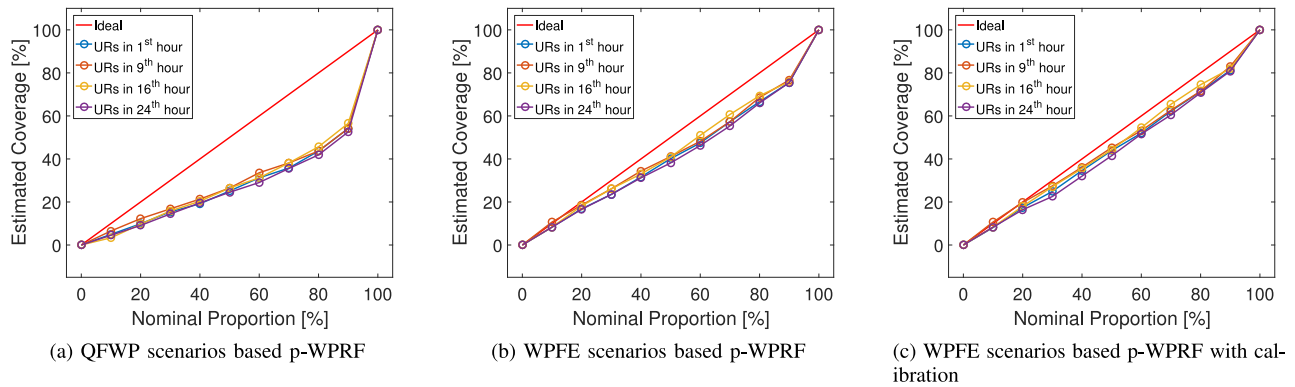 100
80
60
40
20
0
Estimated Coverage [%]
Ideal
URs in 1st hour
URs in 9th hour
URs in 16th hour
URs in 24th hour
0 20 40 60 80 100
Nominal Proportion [%]
(a) QFWP scenarios based p-WPRF
100
80
60
40
20
0
Estimated Coverage [%]
Ideal
URs in 1st hour
URs in 9th hour
URs in 16th hour
URs in 24th hour
0 20 40 60 80 100
Nominal Proportion [%]
(b) WPFE scenarios based p-WPRF
100
80
60
40
20
0
Estimated Coverage [%]
Ideal
URs in 1st hour
URs in 9th hour
URs in 16th hour
URs in 24th hour
0 20 40 60 80 100
Nominal Proportion [%]
(c) WPFE scenarios based p-WPRF with cal-
ibration